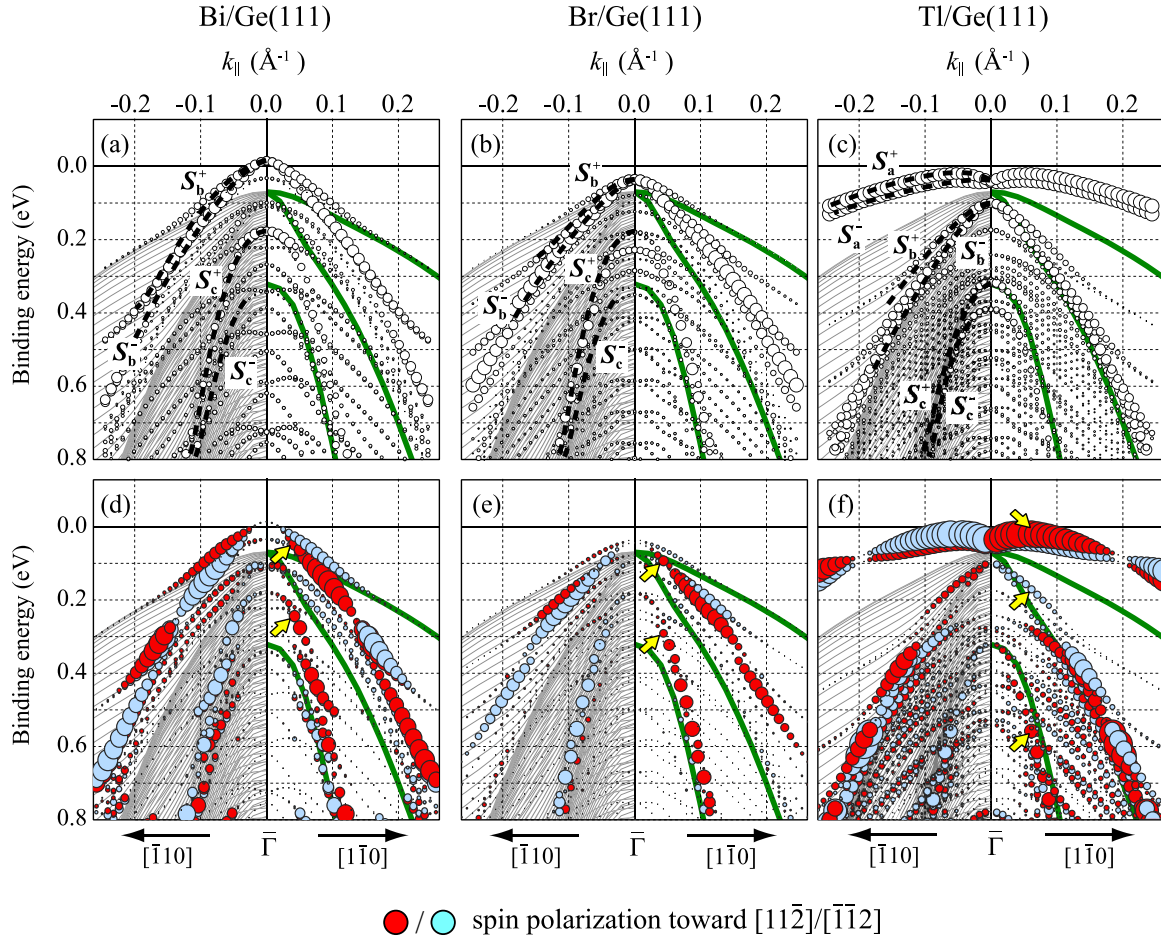 Bi/Ge(111) Br/Ge(111) Tl/Ge(111)
k∥ (Å⁻¹) k∥ (Å⁻¹) k∥ (Å⁻¹)
-0.2 -0.1 0.0 0.1 0.2 -0.2 -0.1 0.0 0.1 0.2 -0.2 -0.1 0.0 0.1 0.2
(a) (b) (c)
Binding energy (eV)
0.0
0.2
0.4
0.6
0.8
S_b^+
S_c^+
S_b^-
S_c^-
S_b^+
S_c^+
S_b^-
S_c^-
S_a^+
S_a^-
S_b^+ S_b^-
S_c^+ S_c^-
(d) (e) (f)
Binding energy (eV)
0.0
0.2
0.4
0.6
0.8
[1̄10] Γ̄ [11̄0] [1̄10] Γ̄ [11̄0] [1̄10] Γ̄ [11̄0]
/ spin polarization toward [112̄]/[1̄1̄2]